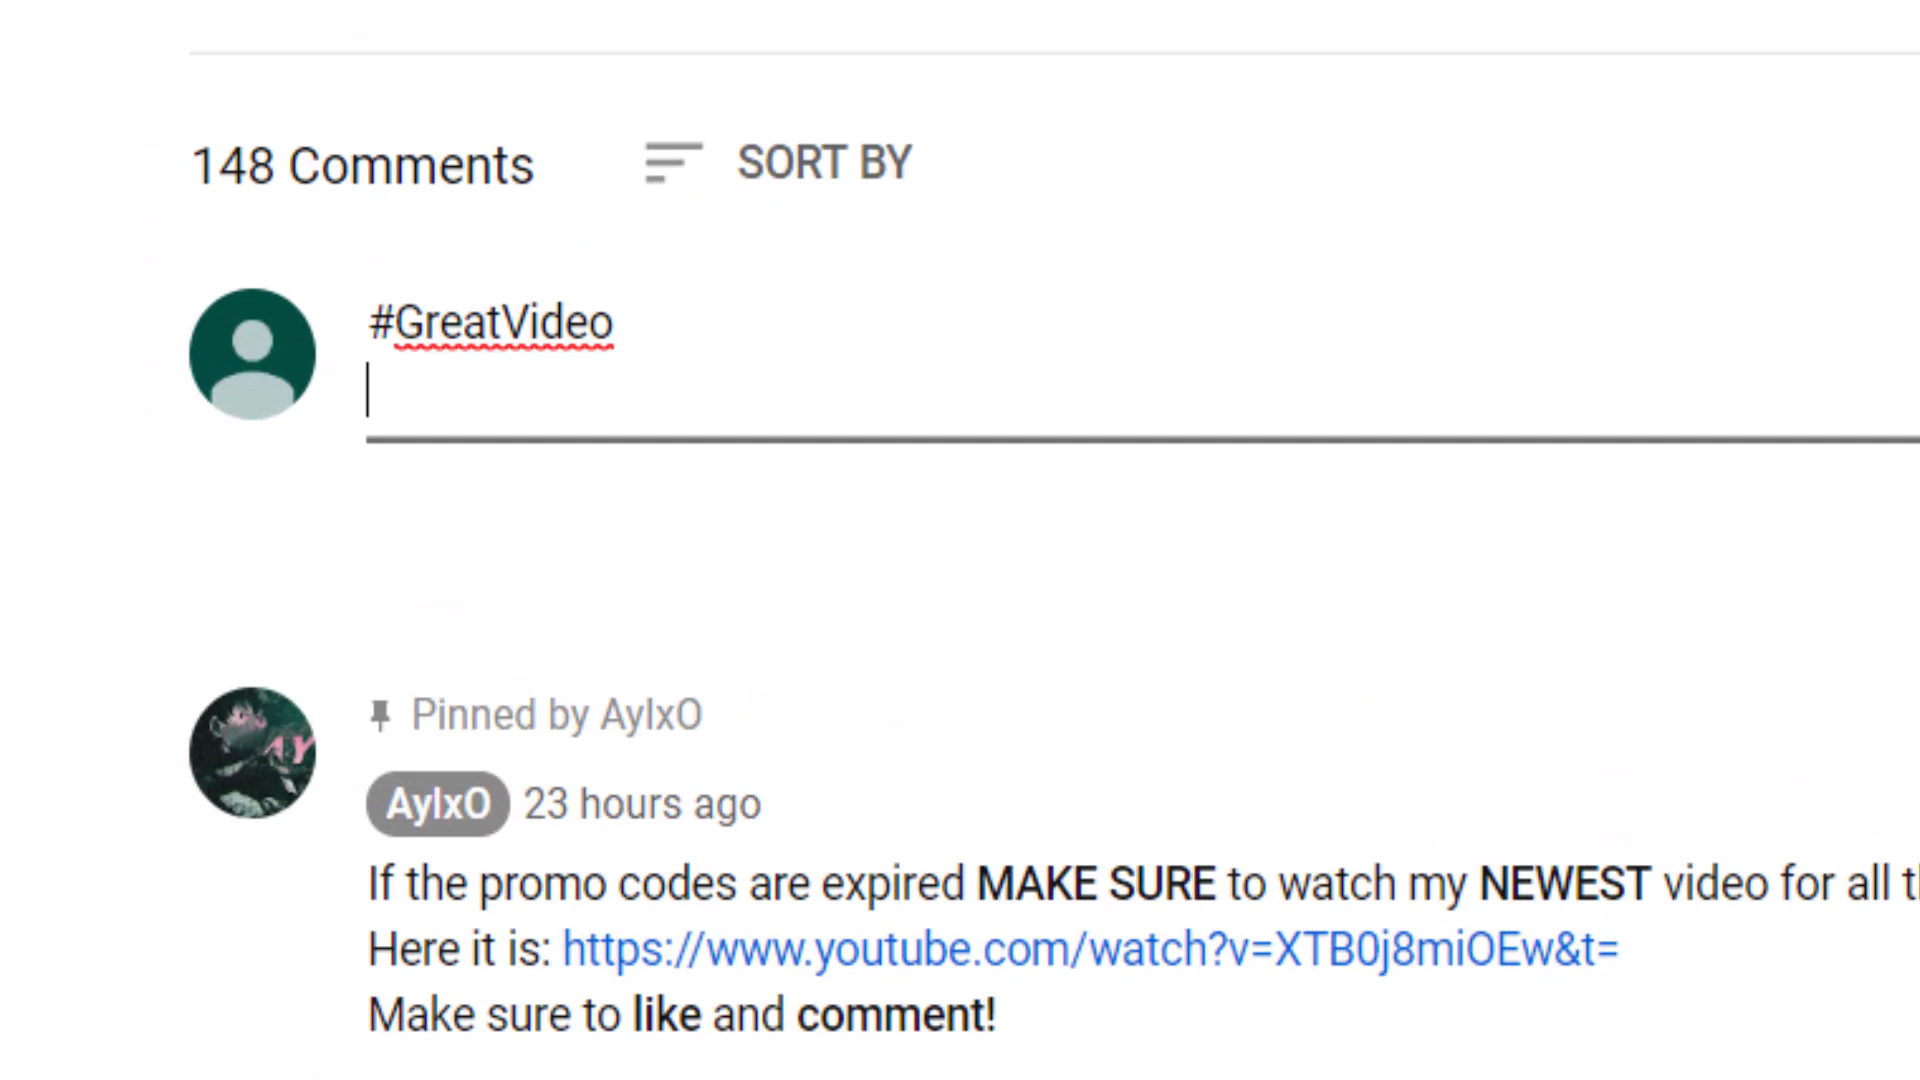 148 Comments
SORT BY
#GreatVideo
Pinned by AylxO
AylxO 23 hours ago
If the promo codes are expired MAKE SURE to watch my NEWEST video for all
Here it is: https://www.youtube.com/watch?v=XTB0j8miOEw&t=
Make sure to like and comment!